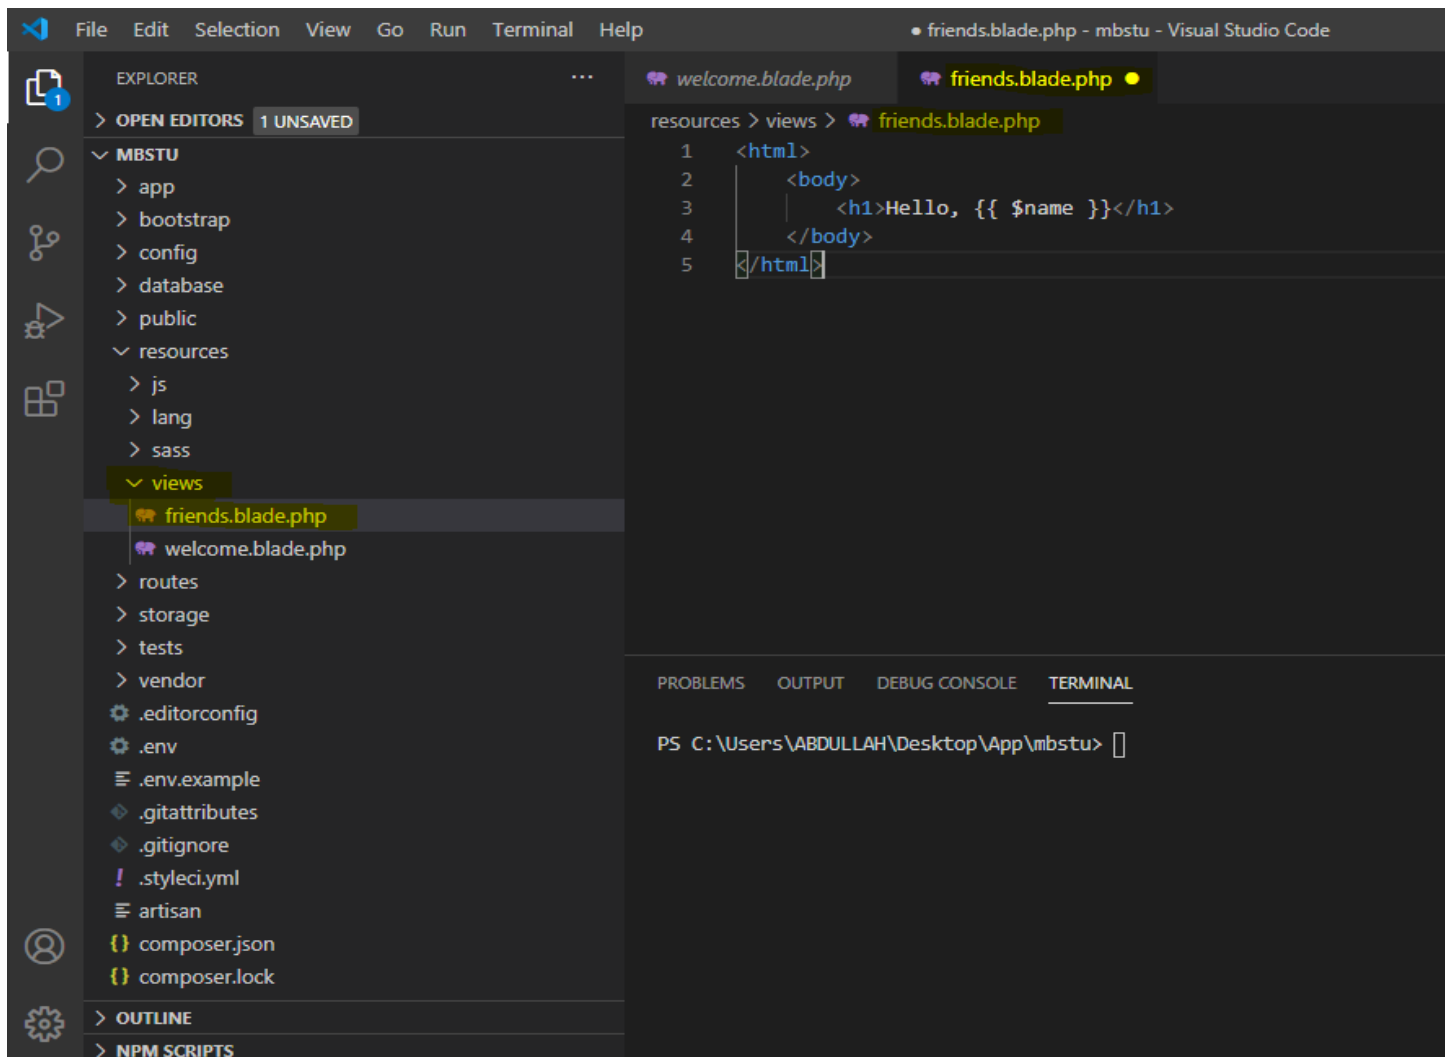 File Edit Selection View Go Run Terminal Help ● friends.blade.php - mbstu - Visual Studio Code
EXPLORER ···
1
> OPEN EDITORS 1 UNSAVED
MBSTU
> app
> bootstrap
> config
> database
> public
resources
> js
> lang
> sass
views
friends.blade.php
welcome.blade.php
> routes
> storage
> tests
> vendor
.editorconfig
.env
.env.example
.gitattributes
.gitignore
! .styleci.yml
artisan
{} composer.json
{} composer.lock
> OUTLINE
> NPM SCRIPTS
welcome.blade.php friends.blade.php ●
resources > views > friends.blade.php
1 <html>
2 <body>
3 <h1>Hello, {{ $name }}</h1>
4 </body>
5 </html>
PROBLEMS OUTPUT DEBUG CONSOLE TERMINAL
PS C:\Users\ABDULLAH\Desktop\App\mbstu>